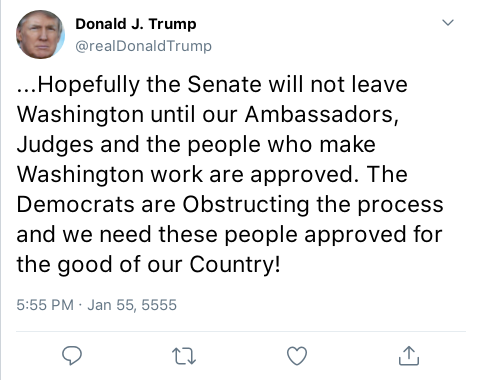 Donald J. Trump
@realDonaldTrump
...Hopefully the Senate will not leave
Washington until our Ambassadors,
Judges and the people who make
Washington work are approved. The
Democrats are Obstructing the process
and we need these people approved for
the good of our Country!
5:55 PM · Jan 55, 5555